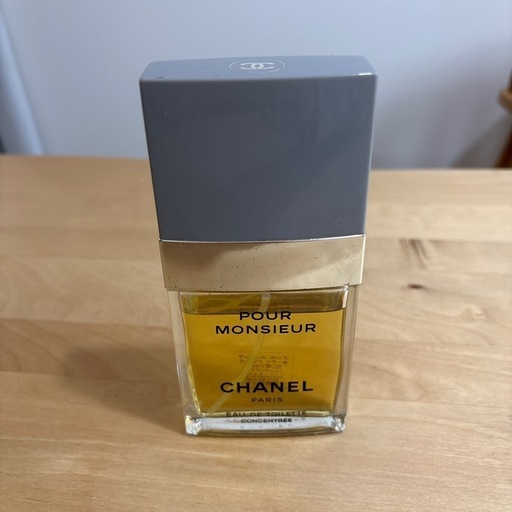 POUR
MONSIEUR
CHANEL
PARIS
EAU DE TOILETTE
CONCENTRÉE